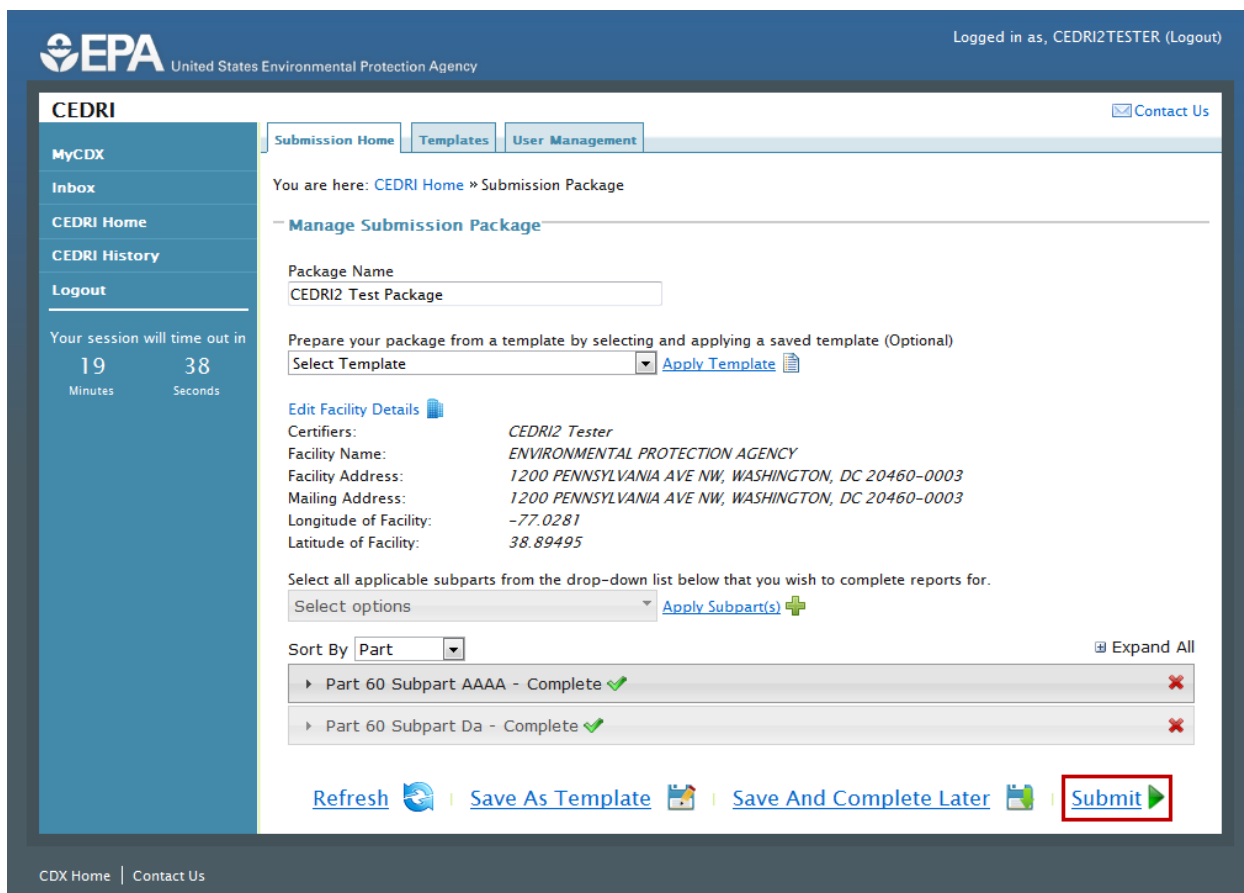 Logged in as, CEDRI2TESTER (Logout)
EPA United States Environmental Protection Agency
CEDRI
Contact Us
MyCDX
Inbox
CEDRI Home
CEDRI History
Logout
Your session will time out in
19 38
Minutes Seconds
Submission Home Templates User Management
You are here: CEDRI Home » Submission Package
Manage Submission Package
Package Name
CEDRI2 Test Package
Prepare your package from a template by selecting and applying a saved template (Optional)
Select Template Apply Template
Edit Facility Details
Certifiers: CEDRI2 Tester
Facility Name: ENVIRONMENTAL PROTECTION AGENCY
Facility Address: 1200 PENNSYLVANIA AVE NW, WASHINGTON, DC 20460-0003
Mailing Address: 1200 PENNSYLVANIA AVE NW, WASHINGTON, DC 20460-0003
Longitude of Facility: -77.0281
Latitude of Facility: 38.89495
Select all applicable subparts from the drop-down list below that you wish to complete reports for.
Select options Apply Subpart(s)
Sort By Part Expand All
Part 60 Subpart AAAA - Complete
Part 60 Subpart Da - Complete
Refresh Save As Template Save And Complete Later Submit
CDX Home | Contact Us